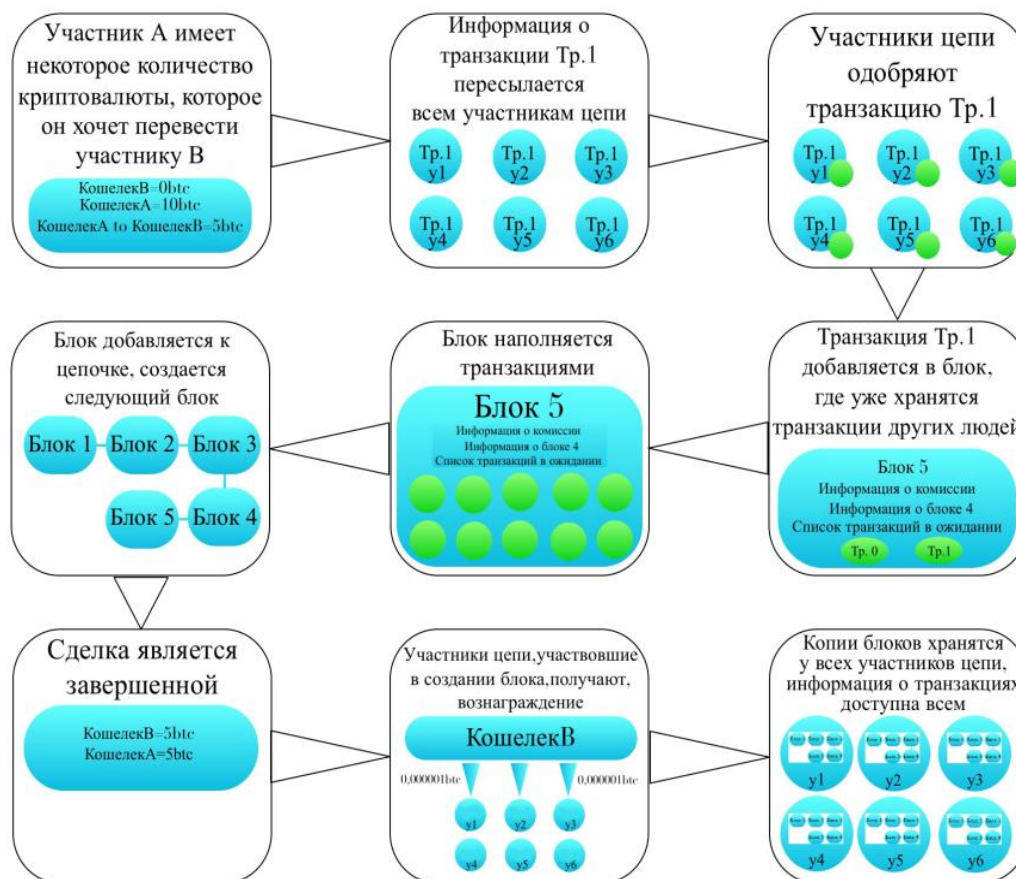 Участник А имеет
некоторое количество
криптовалюты, которое
он хочет перевести
участнику В
КошелекВ=0btc
КошелекА=10btc
КошелекА to КошелекВ=5btc
Информация о
транзакции Тр.1
пересылается
всем участникам цепи
Тр.1
у1
Тр.1
у2
Тр.1
у3
Тр.1
у4
Тр.1
у5
Тр.1
у6
Участники цепи
одобряют
транзакцию Тр.1
Тр.1
у1
Тр.1
у2
Тр.1
у3
Тр.1
у4
Тр.1
у5
Тр.1
у6
Транзакция Тр.1
добавляется в блок,
где уже хранятся
транзакции других людей
Блок 5
Информация о комиссии
Информация о блоке 4
Список транзакций в ожидании
Тр. 0
Тр.1
Блок наполняется
транзакциями
Блок 5
Информация о комиссии
Информация о блоке 4
Список транзакций в ожидании
Блок добавляется к
цепочке, создается
следующий блок
Блок 1
Блок 2
Блок 3
Блок 5
Блок 4
Сделка является
завершенной
КошелекВ=5btc
КошелекА=5btc
Участники цепи,участвовшие
в создании блока,получают,
вознаграждение
КошелекВ
0,000001btc
0,000001btc
у1
у2
у3
у4
у5
у6
Копии блоков хранятся
у всех участников цепи,
информация о транзакциях
доступна всем
у1
у2
у3
у4
у5
у6